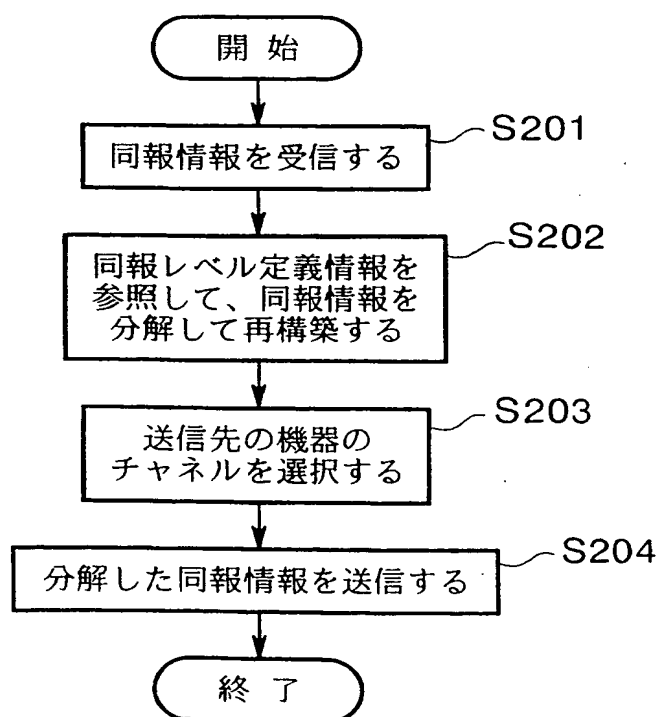 開 始
同報情報を受信する
S201
同報レベル定義情報を
参照して、同報情報を
分解して再構築する
S202
送信先の機器の
チャネルを選択する
S203
分解した同報情報を送信する
S204
終 了